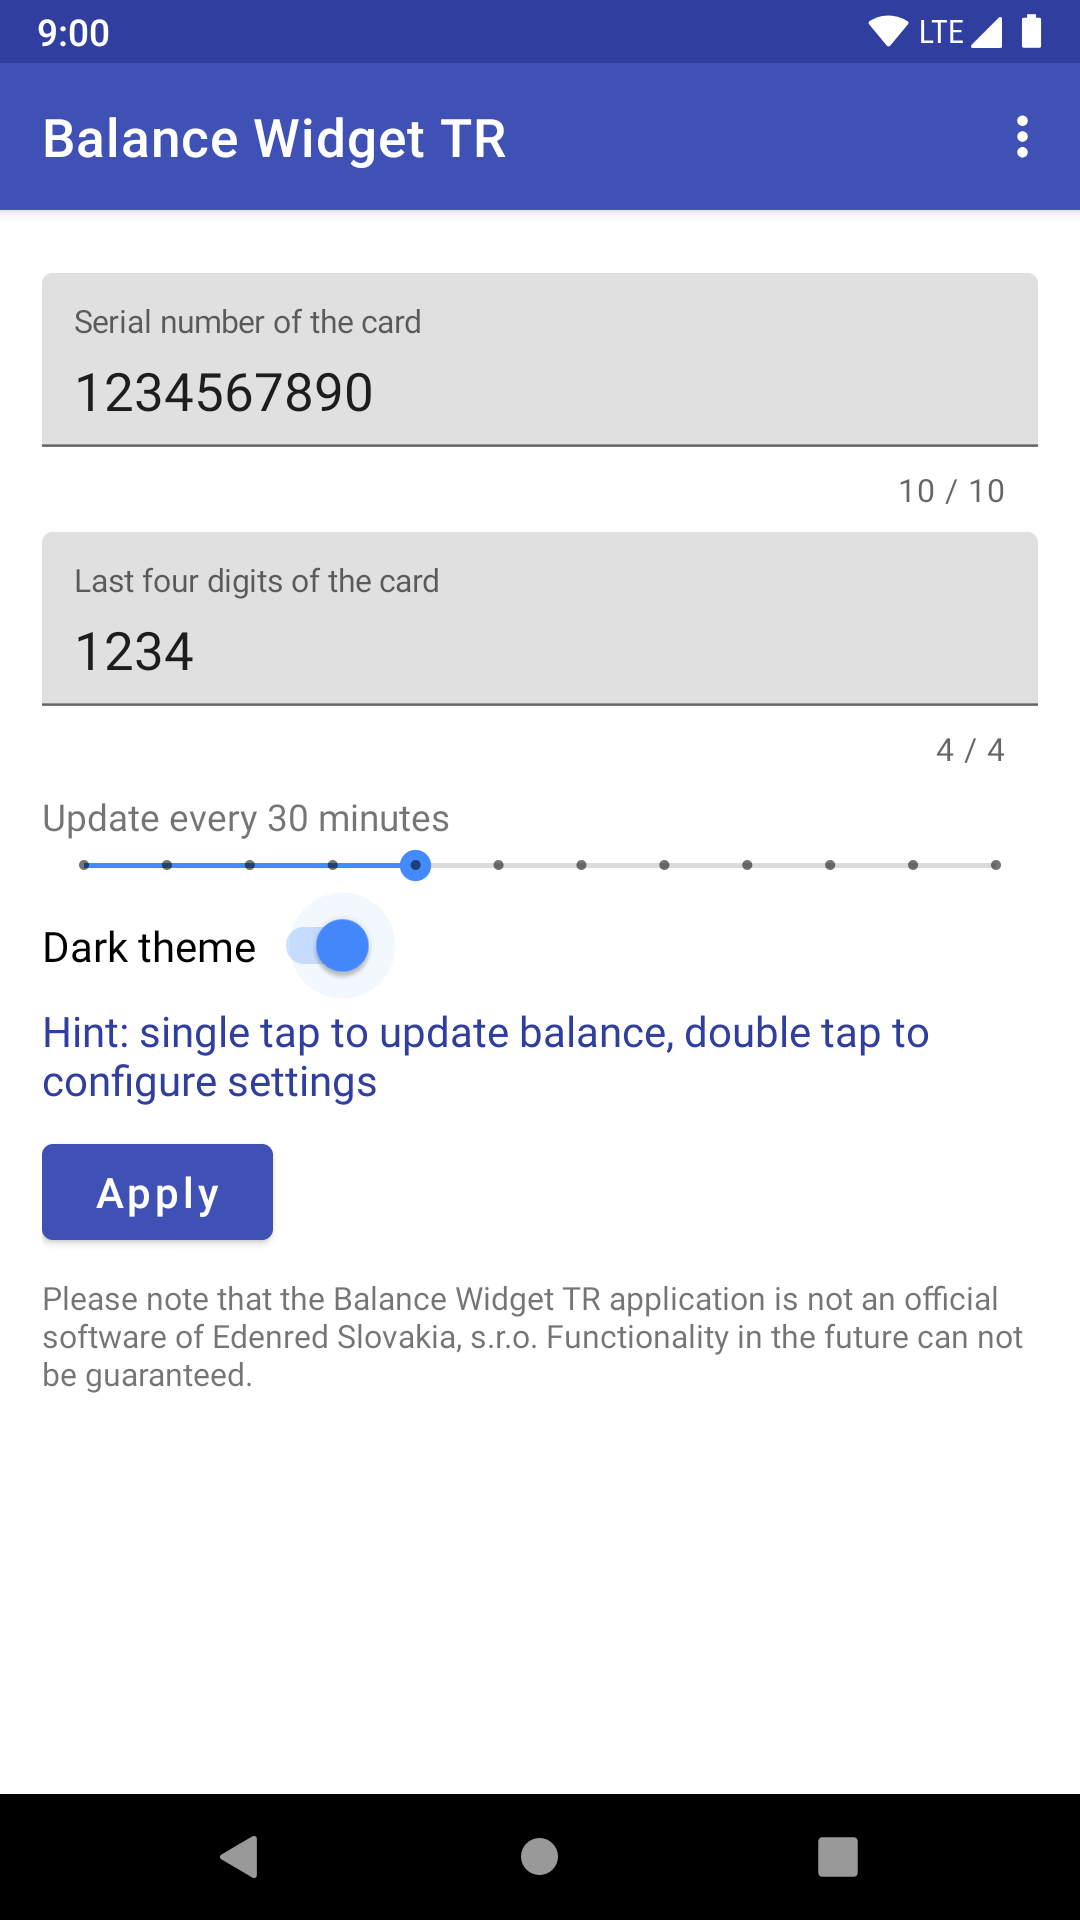 9:00
LTE
Balance Widget TR
Serial number of the card
1234567890
10 / 10
Last four digits of the card
1234
4 / 4
Update every 30 minutes
Dark theme
Hint: single tap to update balance, double tap to
configure settings
Apply
Please note that the Balance Widget TR application is not an official
software of Edenred Slovakia, s.r.o. Functionality in the future can not
be guaranteed.